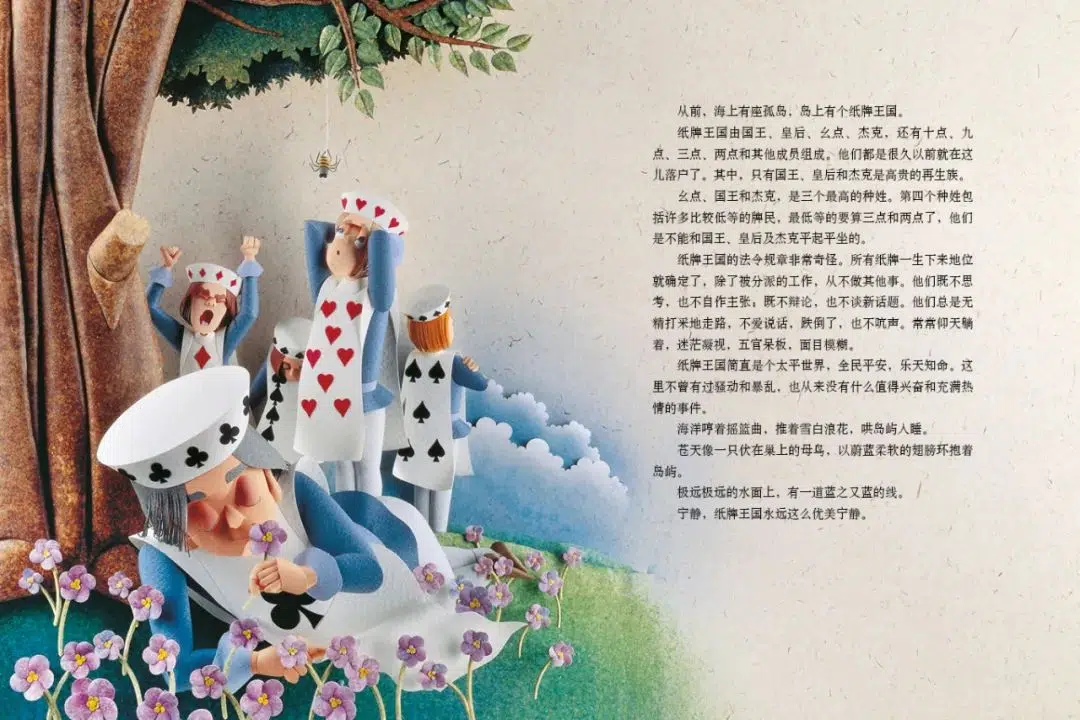 从前，海上有座孤岛，岛上有个纸牌王国。
纸牌王国由国王、皇后、幺点、杰克，还有十点、九
点、三点、两点和其他成员组成。他们都是很久以前就在这
儿落户了。其中，只有国王、皇后和杰克是高贵的再生族。
幺点、国王和杰克，是三个最高的种姓。第四个种姓包
括许多比较低等的牌民，最低等的要算三点和两点了，他们
是不能和国王、皇后及杰克平起平坐的。
纸牌王国的法令规章非常奇怪。所有纸牌一生下来地位
就确定了，除了被分派的工作，从不做其他事。他们既不思
考，也不自作主张；既不辩论，也不谈新话题。他们总是无
精打采地走路，不爱说话，跌倒了，也不吭声。常常仰天躺
着，迷茫凝视，五官呆板，面目模糊。
纸牌王国简直是个太平世界，全民平安，乐天知命。这
里不曾有过骚动和暴乱，也从来没有什么值得兴奋和充满热
情的事件。
海洋哼着摇篮曲，推着雪白浪花，哄岛屿入睡。
苍天像一只伏在巢上的母鸟，以蔚蓝柔软的翅膀环抱着
岛屿。
极远极远的水面上，有一道蓝之又蓝的线。
宁静，纸牌王国永远这么优美宁静。